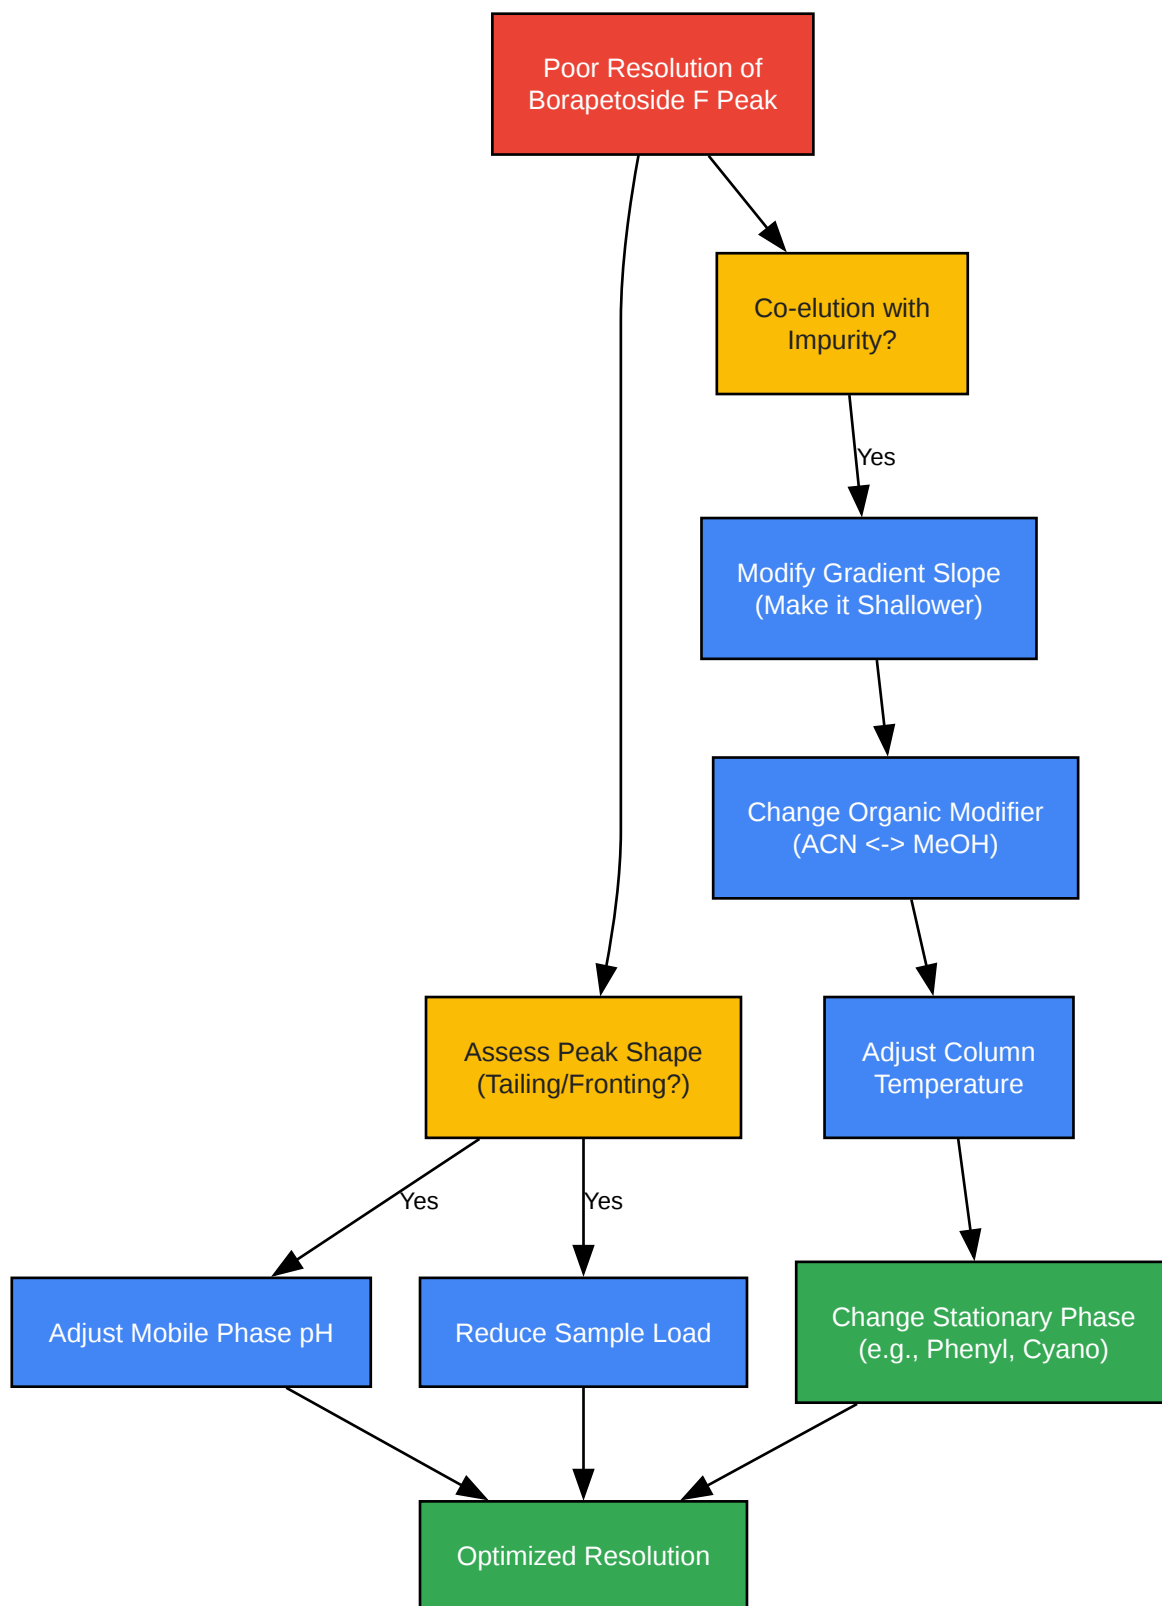 Poor Resolution of
Borapetoside F Peak
Co-elution with
Impurity?
Yes
Modify Gradient Slope
(Make it Shallower)
Change Organic Modifier
(ACN <-> MeOH)
Assess Peak Shape
(Tailing/Fronting?)
Adjust Column
Temperature
Yes
Yes
Adjust Mobile Phase pH
Reduce Sample Load
Change Stationary Phase
(e.g., Phenyl, Cyano)
Optimized Resolution